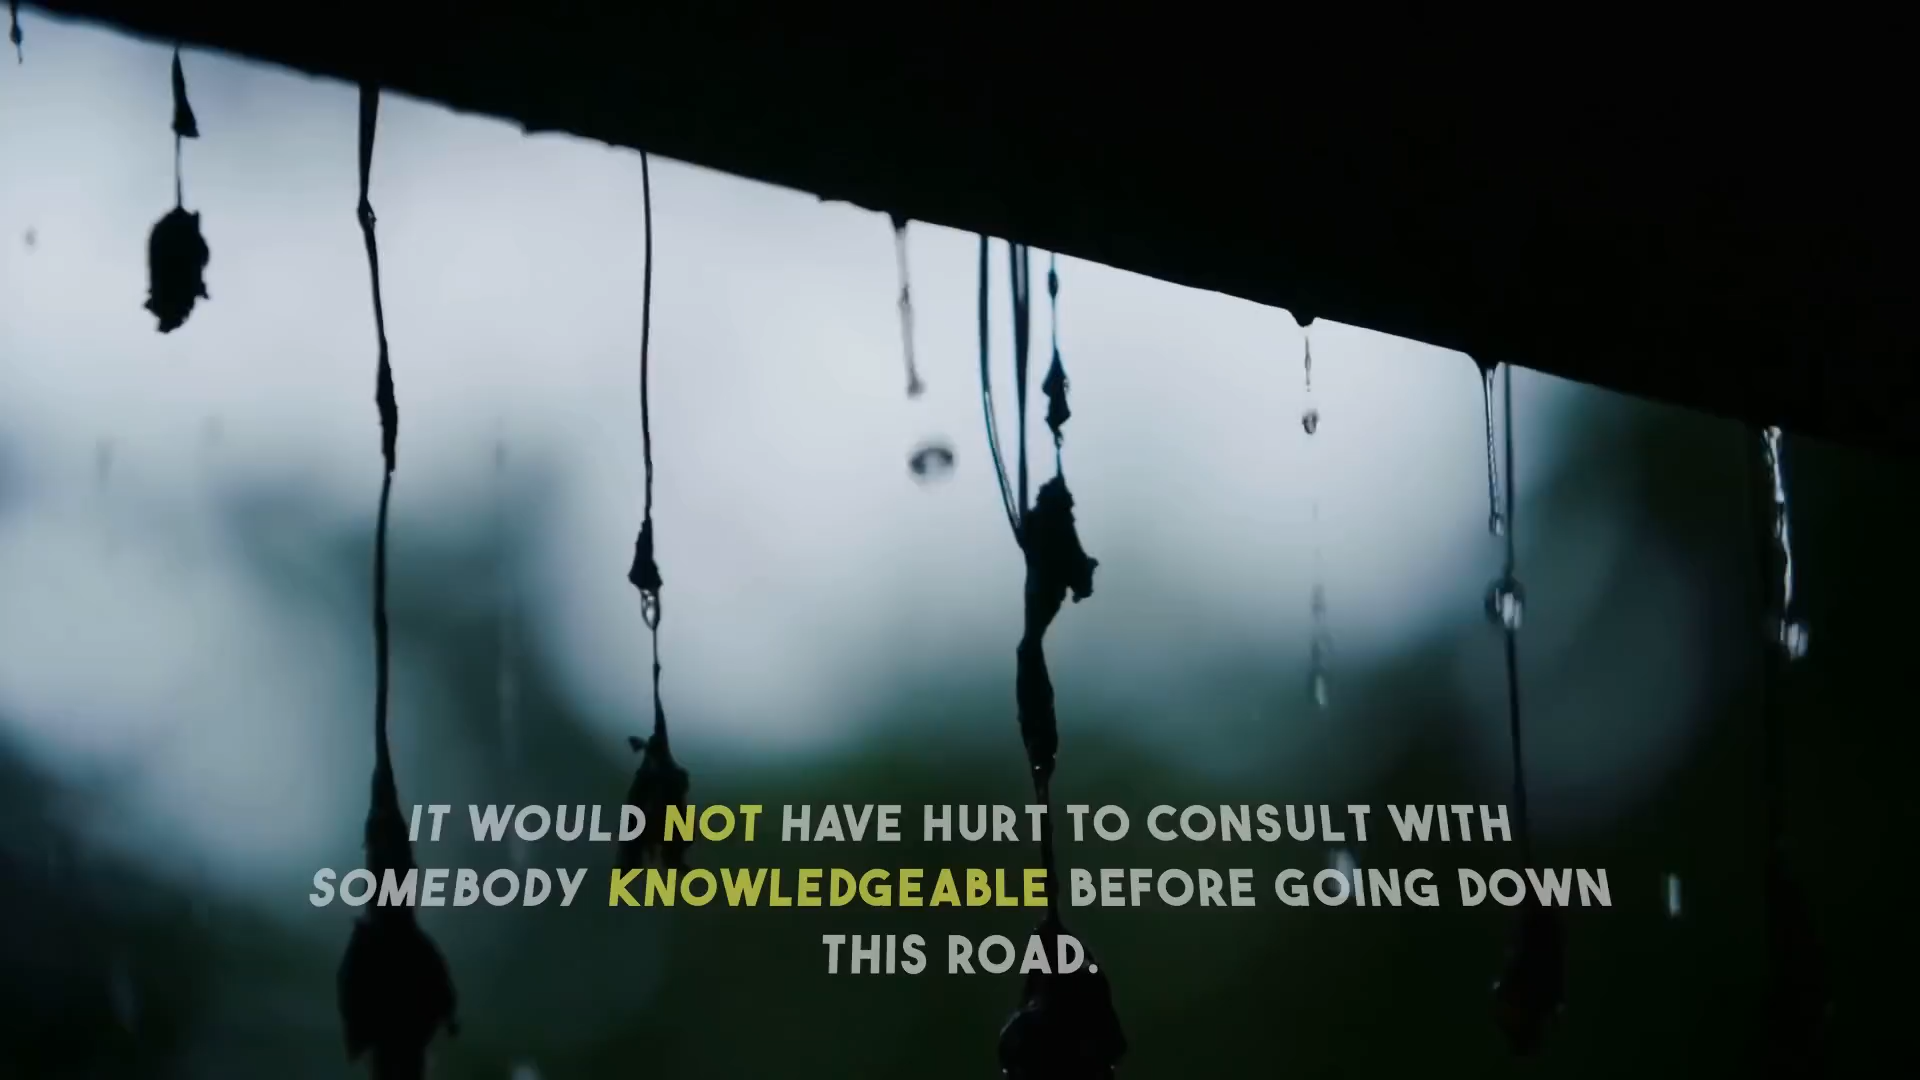 IT WOULD NOT HAVE HURT TO CONSULT WITH
SOMEBODY KNOWLEDGEABLE BEFORE GOING DOWN
THIS ROAD.